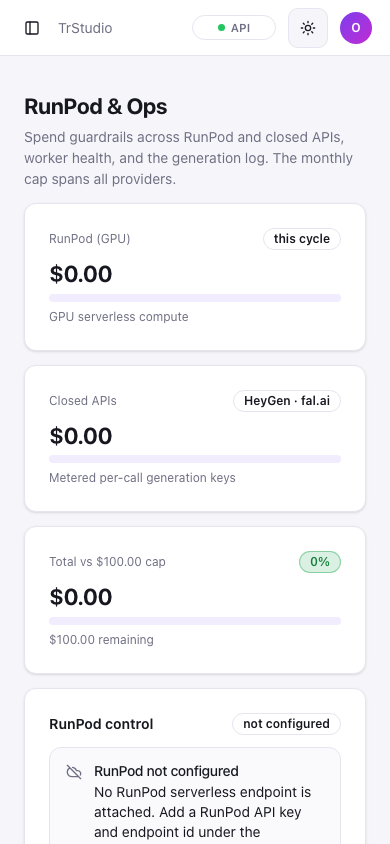 TrStudio
API
O
RunPod & Ops
Spend guardrails across RunPod and closed APIs,
worker health, and the generation log. The monthly
cap spans all providers.
RunPod (GPU)
this cycle
$0.00
GPU serverless compute
Closed APIs
HeyGen · fal.ai
$0.00
Metered per-call generation keys
Total vs $100.00 cap
0%
$0.00
$100.00 remaining
RunPod control
not configured
RunPod not configured
No RunPod serverless endpoint is
attached. Add a RunPod API key
and endpoint id under the